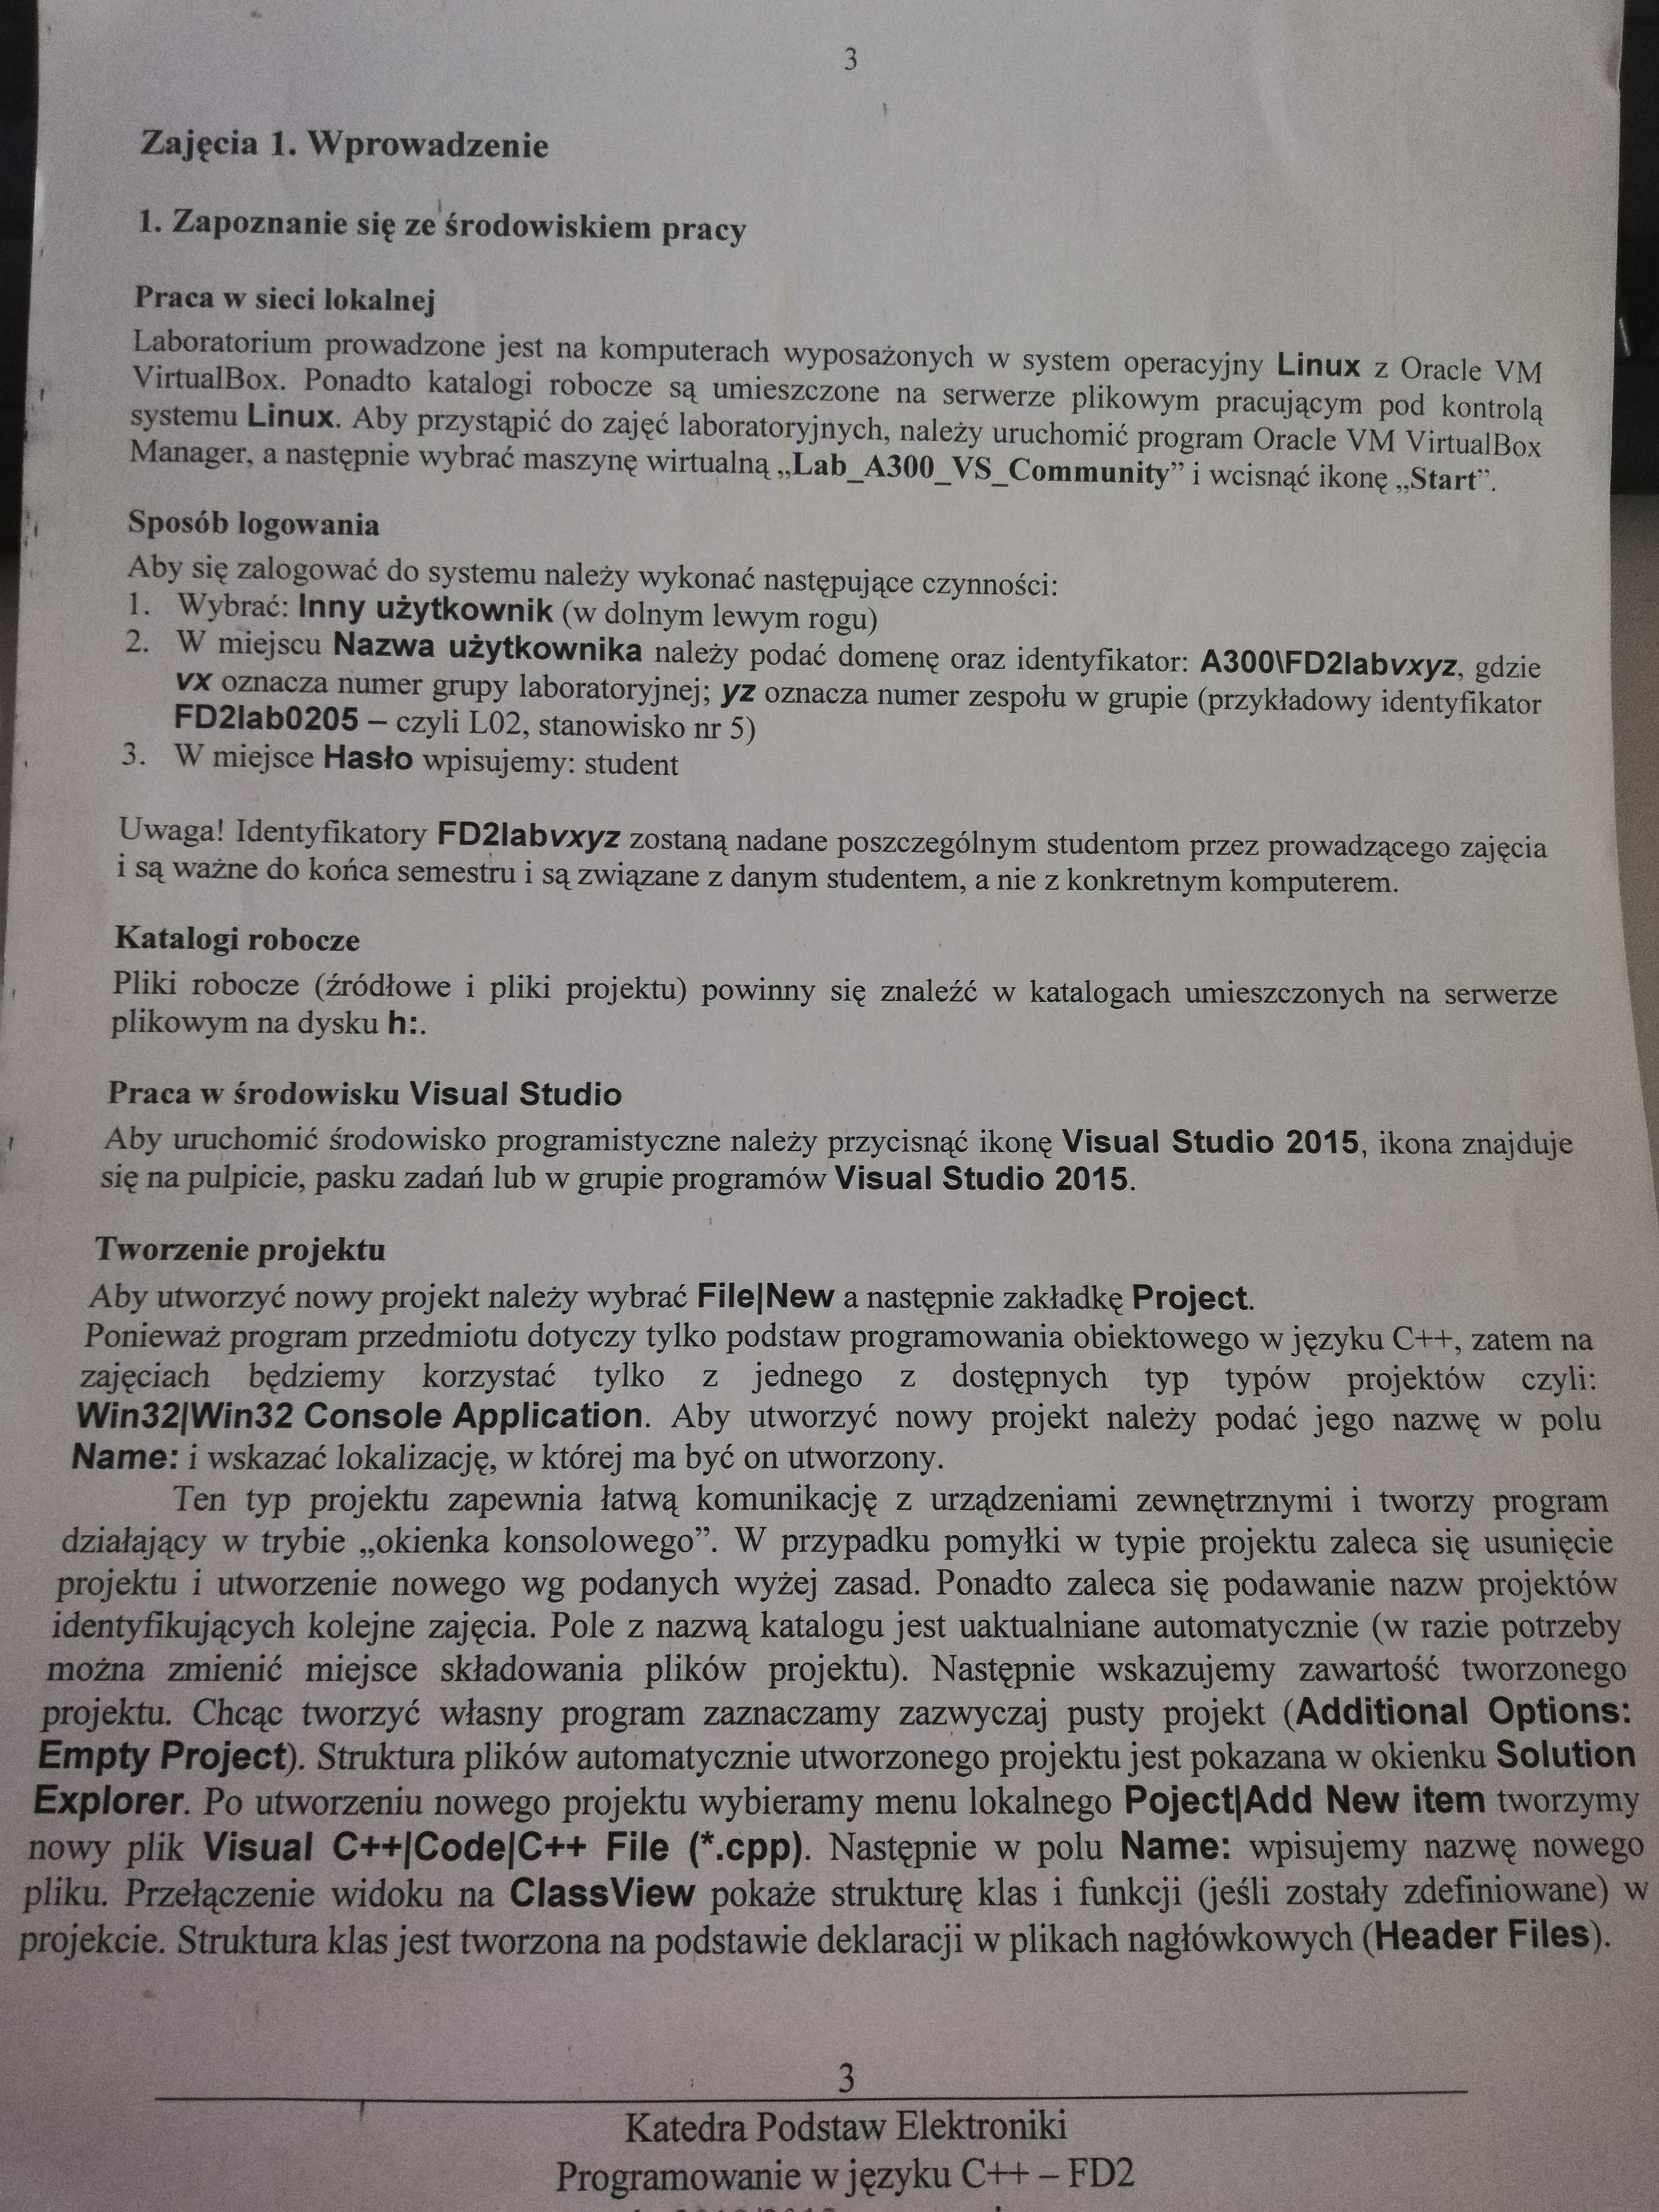 3
Zajęcia 1. Wprowadzenie
1. Zapoznanie się ze środowiskiem pracy
Praca w sieci lokalnej
Laboratorium prowadzone jest na komputerach wyposażonych w system operacyjny Linux z Oracle VM
VirtualBox. Ponadto katalogi robocze są umieszczone na serwerze plikowym pracującym pod kontrolą
systemu Linux. Aby przystąpić do zajęć laboratoryjnych, należy uruchomić program Oracle VM VirtualBox
Manager, a następnie wybrać maszynę wirtualną „Lab_A300_VS_Community” i wcisnąć ikonę „Start”.
Sposób logowania
Aby się zalogować do systemu należy wykonać następujące czynności:
1. Wybrać: Inny użytkownik (w dolnym lewym rogu)
2. W miejscu Nazwa użytkownika należy podać domenę oraz identyfikator: A300\FD2labvxyz, gdzie
vx oznacza numer grupy laboratoryjnej; yz oznacza numer zespołu w grupie (przykładowy identyfikator
FD2lab0205 – czyli L02, stanowisko nr 5)
3. W miejsce Hasło wpisujemy: student
Uwaga! Identyfikatory FD2labvxyz zostaną nadane poszczególnym studentom przez prowadzącego zajęcia
i są ważne do końca semestru i są związane z danym studentem, a nie z konkretnym komputerem.
Katalogi robocze
Pliki robocze (źródłowe i pliki projektu) powinny się znaleźć w katalogach umieszczonych na serwerze
plikowym na dysku h:.
Praca w środowisku Visual Studio
Aby uruchomić środowisko programistyczne należy przycisnąć ikonę Visual Studio 2015, ikona znajduje
się na pulpicie, pasku zadań lub w grupie programów Visual Studio 2015.
Tworzenie projektu
Aby utworzyć nowy projekt należy wybrać File|New a następnie zakładkę Project.
Ponieważ program przedmiotu dotyczy tylko podstaw programowania obiektowego w języku C++, zatem na
zajęciach będziemy korzystać tylko z jednego z dostępnych typ typów projektów czyli:
Win32|Win32 Console Application. Aby utworzyć nowy projekt należy podać jego nazwę w polu
Name: i wskazać lokalizację, w której ma być on utworzony.
Ten typ projektu zapewnia łatwą komunikację z urządzeniami zewnętrznymi i tworzy program
działający w trybie „okienka konsolowego”. W przypadku pomyłki w typie projektu zaleca się usunięcie
projektu i utworzenie nowego wg podanych wyżej zasad. Ponadto zaleca się podawanie nazw projektów
identyfikujących kolejne zajęcia. Pole z nazwą katalogu jest uaktualniane automatycznie (w razie potrzeby
można zmienić miejsce składowania plików projektu). Następnie wskazujemy zawartość tworzonego
projektu. Chcąc tworzyć własny program zaznaczamy zazwyczaj pusty projekt (Additional Options:
Empty Project). Struktura plików automatycznie utworzonego projektu jest pokazana w okienku Solution
Explorer. Po utworzeniu nowego projektu wybieramy menu lokalnego Poject|Add New item tworzymy
nowy plik Visual C++|Code|C++ File (*.cpp). Następnie w polu Name: wpisujemy nazwę nowego
pliku. Przełączenie widoku na ClassView pokaże strukturę klas i funkcji (jeśli zostały zdefiniowane) w
projekcie. Struktura klas jest tworzona na podstawie deklaracji w plikach nagłówkowych (Header Files).
3
Katedra Podstaw Elektroniki
Programowanie w języku C++ – FD2